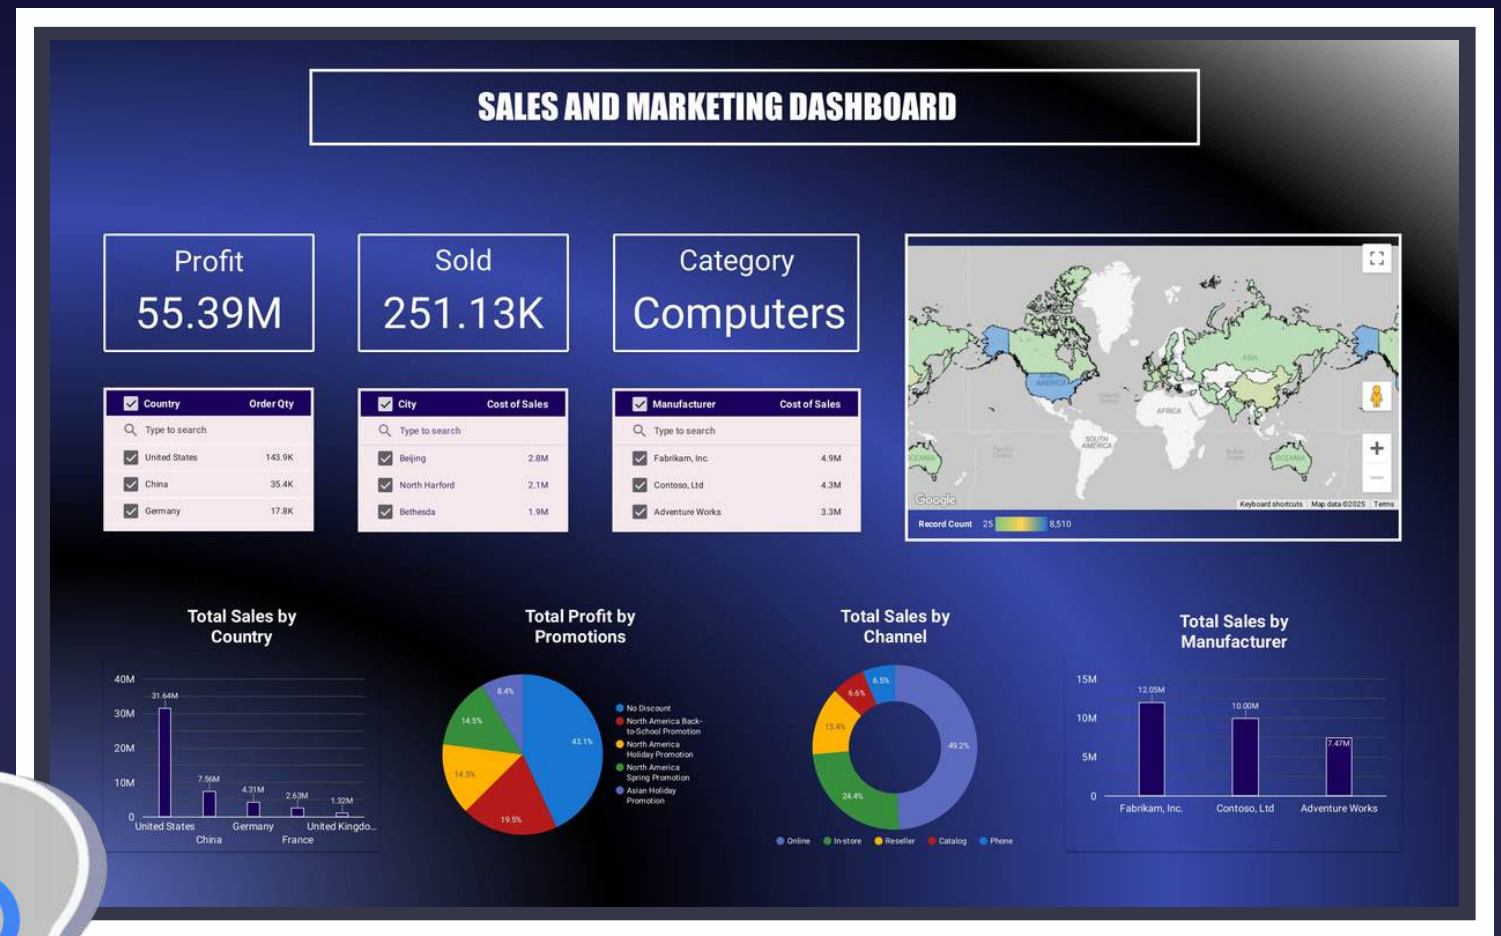 SALES AND MARKETING DASHBOARD
Profit
55.39M
Sold
251.13K
Category
Computers
Country Order Qty
Type to search
United States 143.9K
China 35.4K
Germany 17.8K
City Cost of Sales
Type to search
Beijing 2.8M
North Harford 2.1M
Bethesda 1.9M
Manufacturer Cost of Sales
Type to search
Fabrikam, Inc. 4.9M
Contoso, Ltd 4.3M
Adventure Works 3.3M
ASIA
AMERICA
AFRICA
SOUTH
AMERICA
OCEANIA
Google
Keyboard shortcuts Map data ©2025 Terms
Record Count 25 8,510
Total Sales by
Country
40M
30M
20M
10M
0
31.64M
7.56M
4.31M
2.63M
1.32M
United States
China
Germany
France
United Kingdo...
Total Profit by
Promotions
8.4%
14.5%
43.1%
14.5%
19.5%
No Discount
North America Back-
to-School Promotion
North America
Holiday Promotion
North America
Spring Promotion
Asian Holiday
Promotion
Total Sales by
Channel
6.5%
6.6%
13.4%
49.2%
24.4%
Online In-store Reseller Catalog Phone
Total Sales by
Manufacturer
15M
10M
5M
0
12.05M
10.00M
7.47M
Fabrikam, Inc. Contoso, Ltd Adventure Works